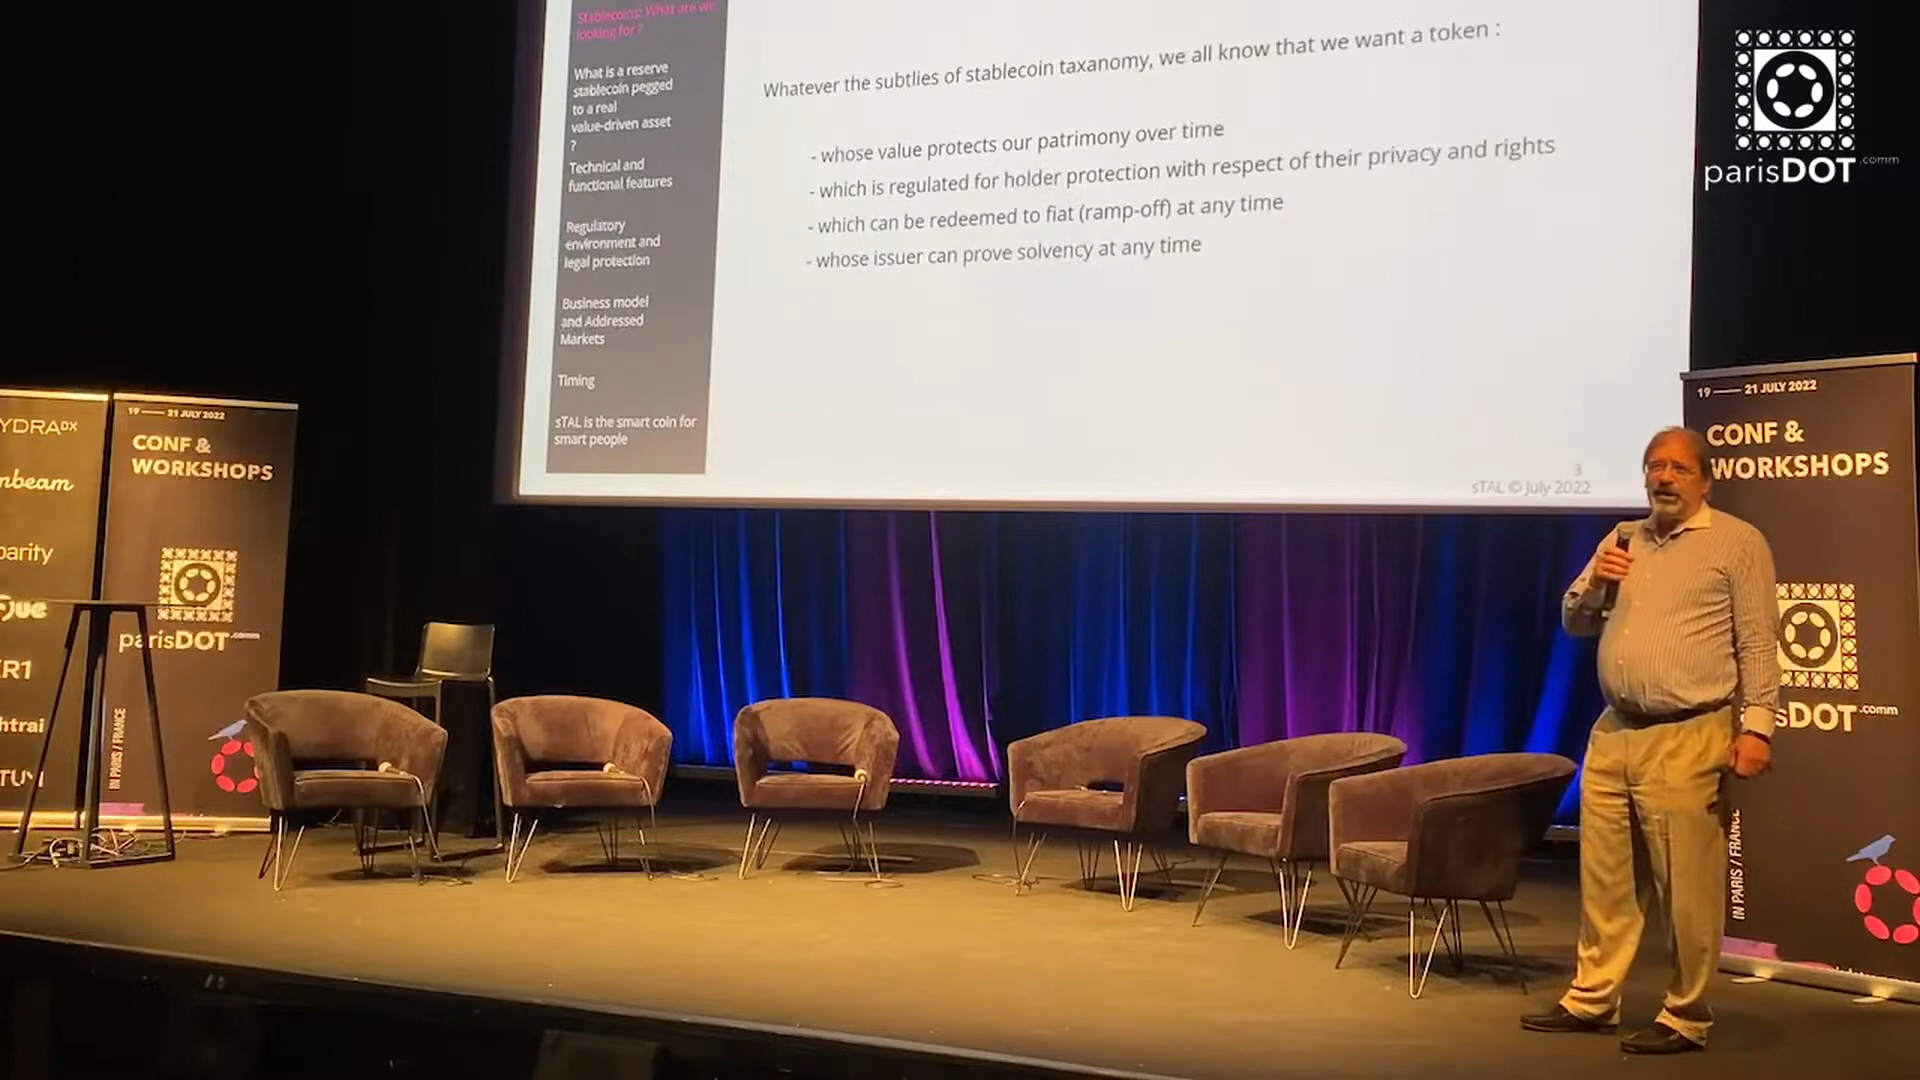 Stablecoins: What are we
looking for ?
What is a reserve
stablecoin pegged
to a real
value-driven asset
?
Technical and
functional features
Regulatory
environment and
legal protection
Business model
and Addressed
Markets
Timing
sTAL is the smart coin for
smart people
Whatever the subtlies of stablecoin taxanomy, we all know that we want a token :
- whose value protects our patrimony over time
- which is regulated for holder protection with respect of their privacy and rights
- which can be redeemed to fiat (ramp-off) at any time
- whose issuer can prove solvency at any time
3
sTAL © July 2022
parisDOT.comm
YDRADX
nbeam
parity
que
R1
htrai
19 — 21 JULY 2022
CONF &
WORKSHOPS
parisDOT.comm
IN PARIS / FRANCE
19 — 21 JULY 2022
CONF &
WORKSHOPS
sDOT.comm
IN PARIS / FRANCE